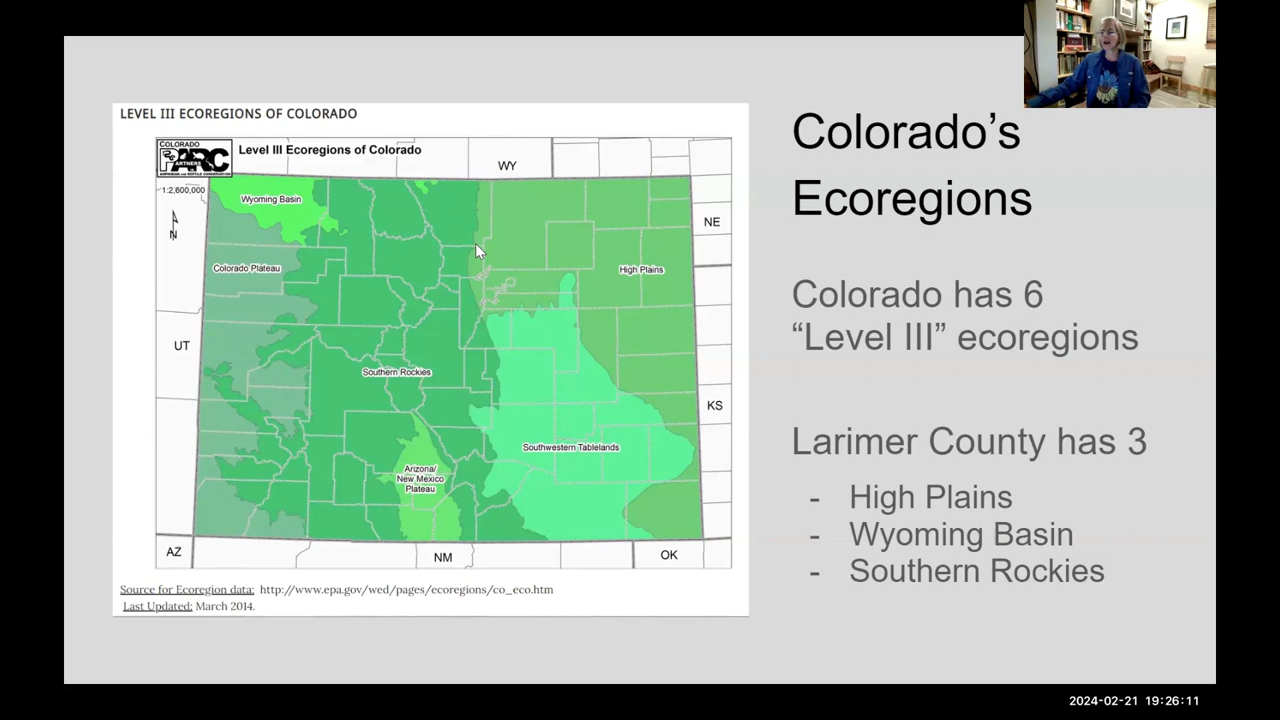 LEVEL III ECOREGIONS OF COLORADO
COLORADO
PARC
PARTNERS
Level III Ecoregions of Colorado
1:2,600,000
N
WY
NE
UT
KS
AZ
NM
OK
Wyoming Basin
Colorado Plateau
High Plains
Southern Rockies
Southwestern Tablelands
Arizona/
New Mexico
Plateau
Source for Ecoregion data: http://www.epa.gov/wed/pages/ecoregions/co_eco.htm
Last Updated: March 2014.
Colorado’s
Ecoregions
Colorado has 6
“Level III” ecoregions
Larimer County has 3
- High Plains
- Wyoming Basin
- Southern Rockies
2024-02-21 19:26:11